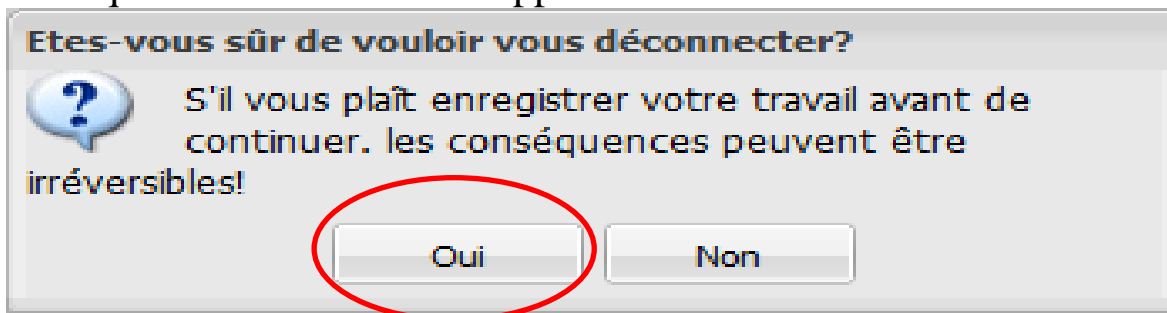 Etes-vous sûr de vouloir vous déconnecter?
S'il vous plaît enregistrer votre travail avant de
continuer. les conséquences peuvent être
irréversibles!
Oui Non